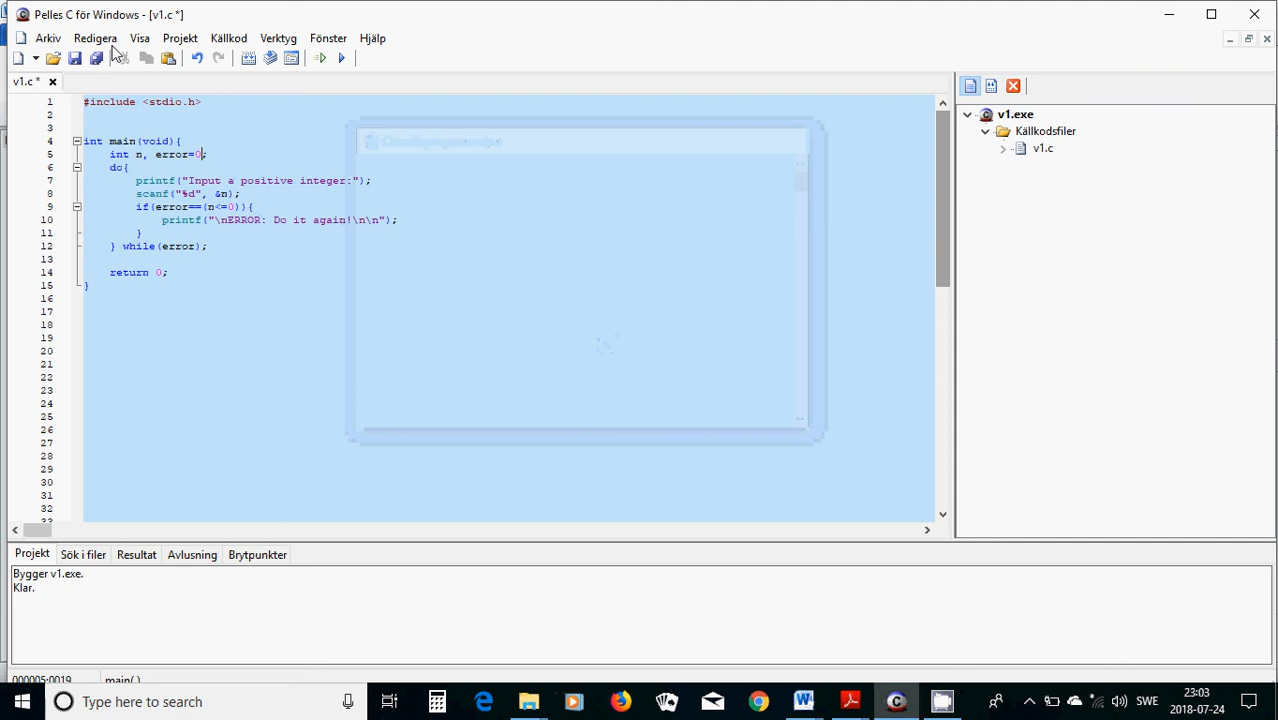 Pelles C för Windows - [v1.c *]
Arkiv Redigera Visa Projekt Källkod Verktyg Fönster Hjälp
v1.c *
1 #include <stdio.h>
2
3
4 int main(void){
5 int n, error=0;
6 do{
7 printf("Input a positive integer:");
8 scanf("%d", &n);
9 if(error==(n<=0)){
10 printf("\nERROR: Do it again!\n\n");
11 }
12 } while(error);
13
14 return 0;
15 }
16
17
18
19
20
21
22
23
24
25
26
27
28
29
30
31
32
33
v1.exe
Källkodsfiler
v1.c
Projekt Sök i filer Resultat Avlusning Brytpunkter
Bygger v1.exe.
Klar.
000005:0019 main( )
Type here to search
SWE
23:03
2018-07-24